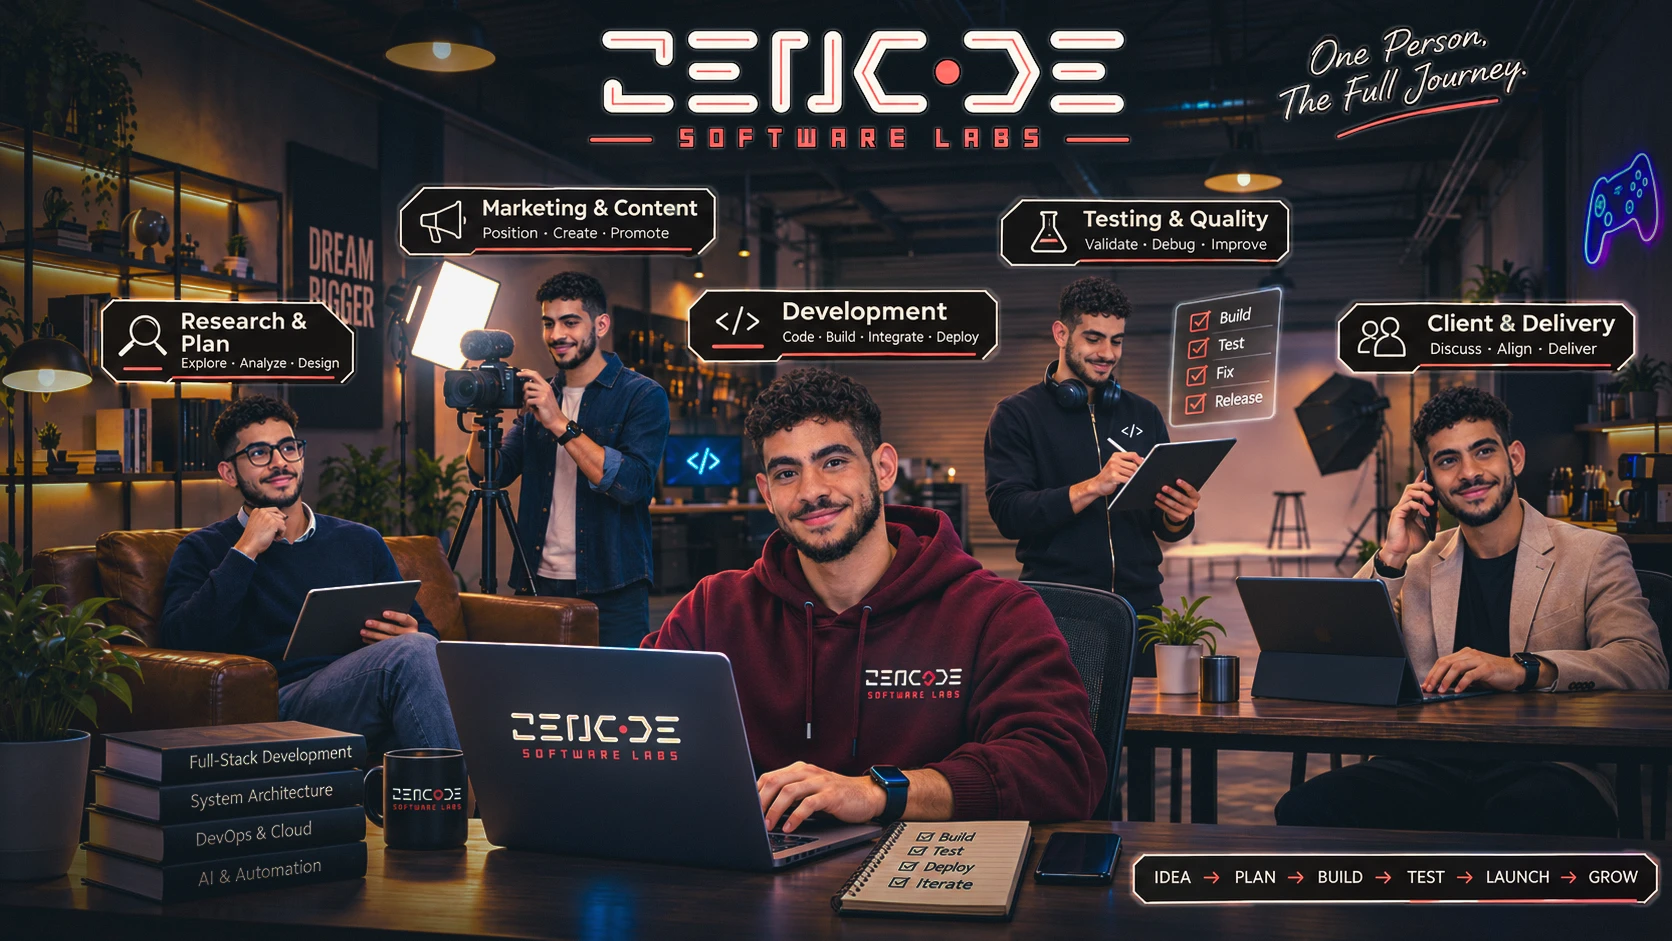 ZENCODE
SOFTWARE LABS
One Person,
The Full Journey.
Marketing & Content
Position · Create · Promote
Testing & Quality
Validate · Debug · Improve
DREAM
BIGGER
Research &
Plan
Explore · Analyze · Design
Development
Code · Build · Integrate · Deploy
Build
Test
Fix
Release
Client & Delivery
Discuss · Align · Deliver
</>
</>
</>
ZENCODE
SOFTWARE LABS
ZENCODE
SOFTWARE LABS
Full-Stack Development
System Architecture
DevOps & Cloud
AI & Automation
ZENCODE
SOFTWARE LABS
Build
Test
Deploy
Iterate
IDEA → PLAN → BUILD → TEST → LAUNCH → GROW